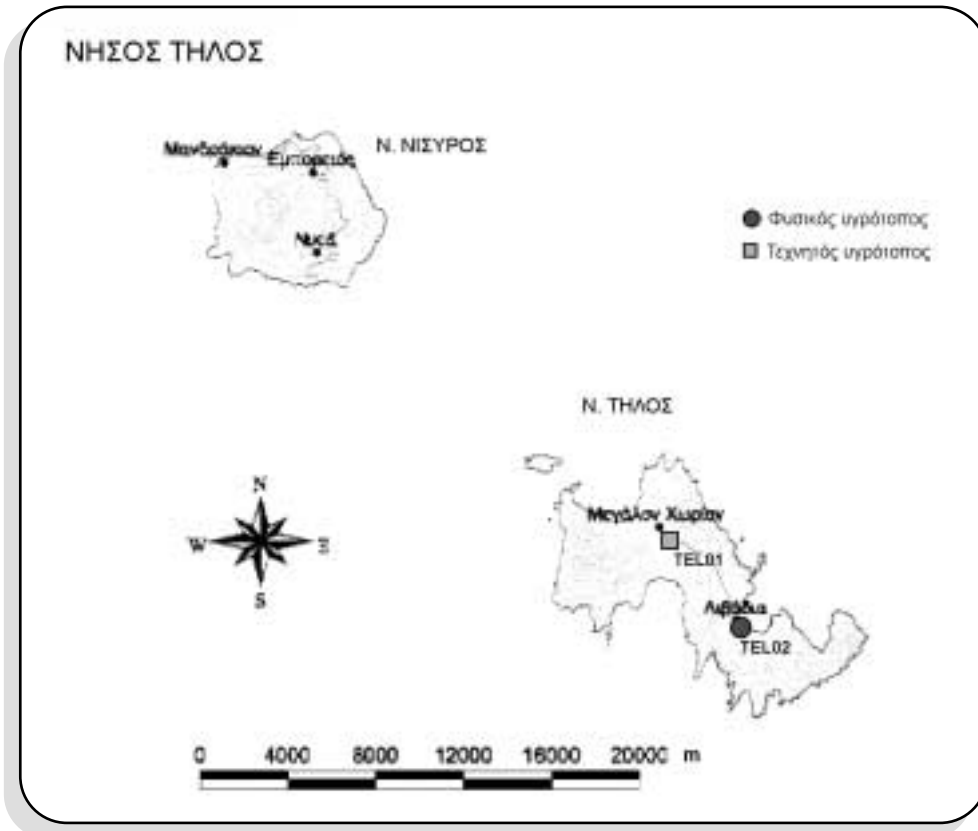 ΝΗΣΟΣ ΤΗΛΟΣ
Μανδράκιον
Εμπορειός
Ν. ΝΙΣΥΡΟΣ
Νικιά
Φυσικός υγρότοπος
Τεχνητός υγρότοπος
Ν. ΤΗΛΟΣ
Μεγάλον Χωρίον
TEL01
Λιβάδια
TEL02
N
W
E
S
0 4000 8000 12000 16000 20000 m